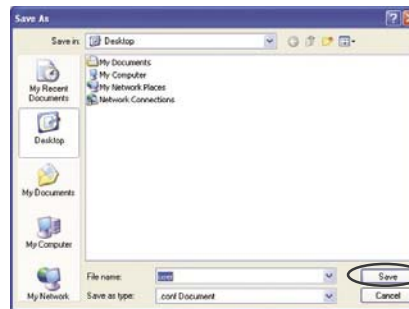 Save As
Save in:
Desktop
My Documents
My Computer
My Network Places
Network Connections
My Recent
Documents
Desktop
My Documents
My Computer
My Network
File name:
Save
Save as type:
.conf Document
Cancel